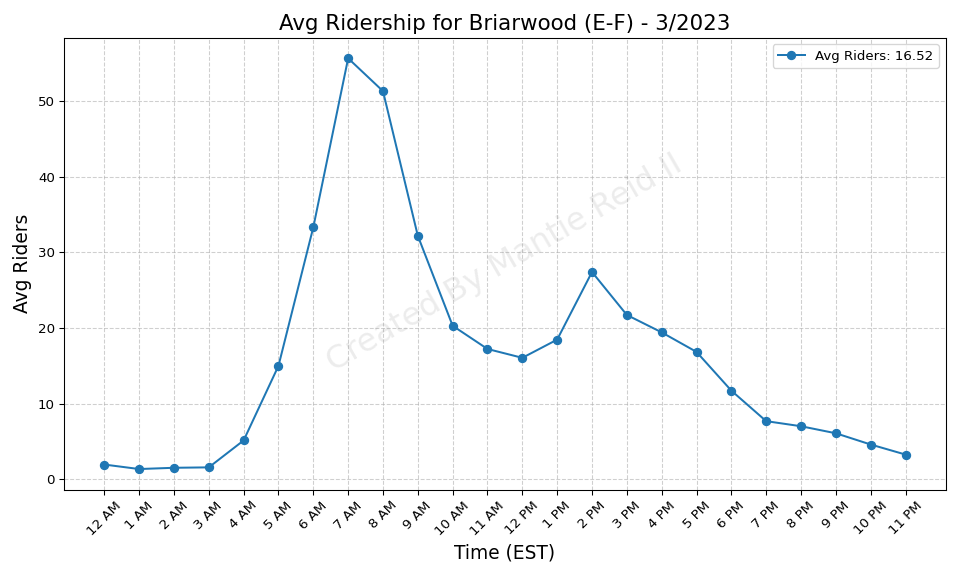 Avg Ridership for Briarwood (E-F) - 3/2023
Avg Riders: 16.52
Avg Riders
50
40
30
20
10
0
Created By Mantie Reid II
12 AM
1 AM
2 AM
3 AM
4 AM
5 AM
6 AM
7 AM
8 AM
9 AM
10 AM
11 AM
12 PM
1 PM
2 PM
3 PM
4 PM
5 PM
6 PM
7 PM
8 PM
9 PM
10 PM
11 PM
Time (EST)